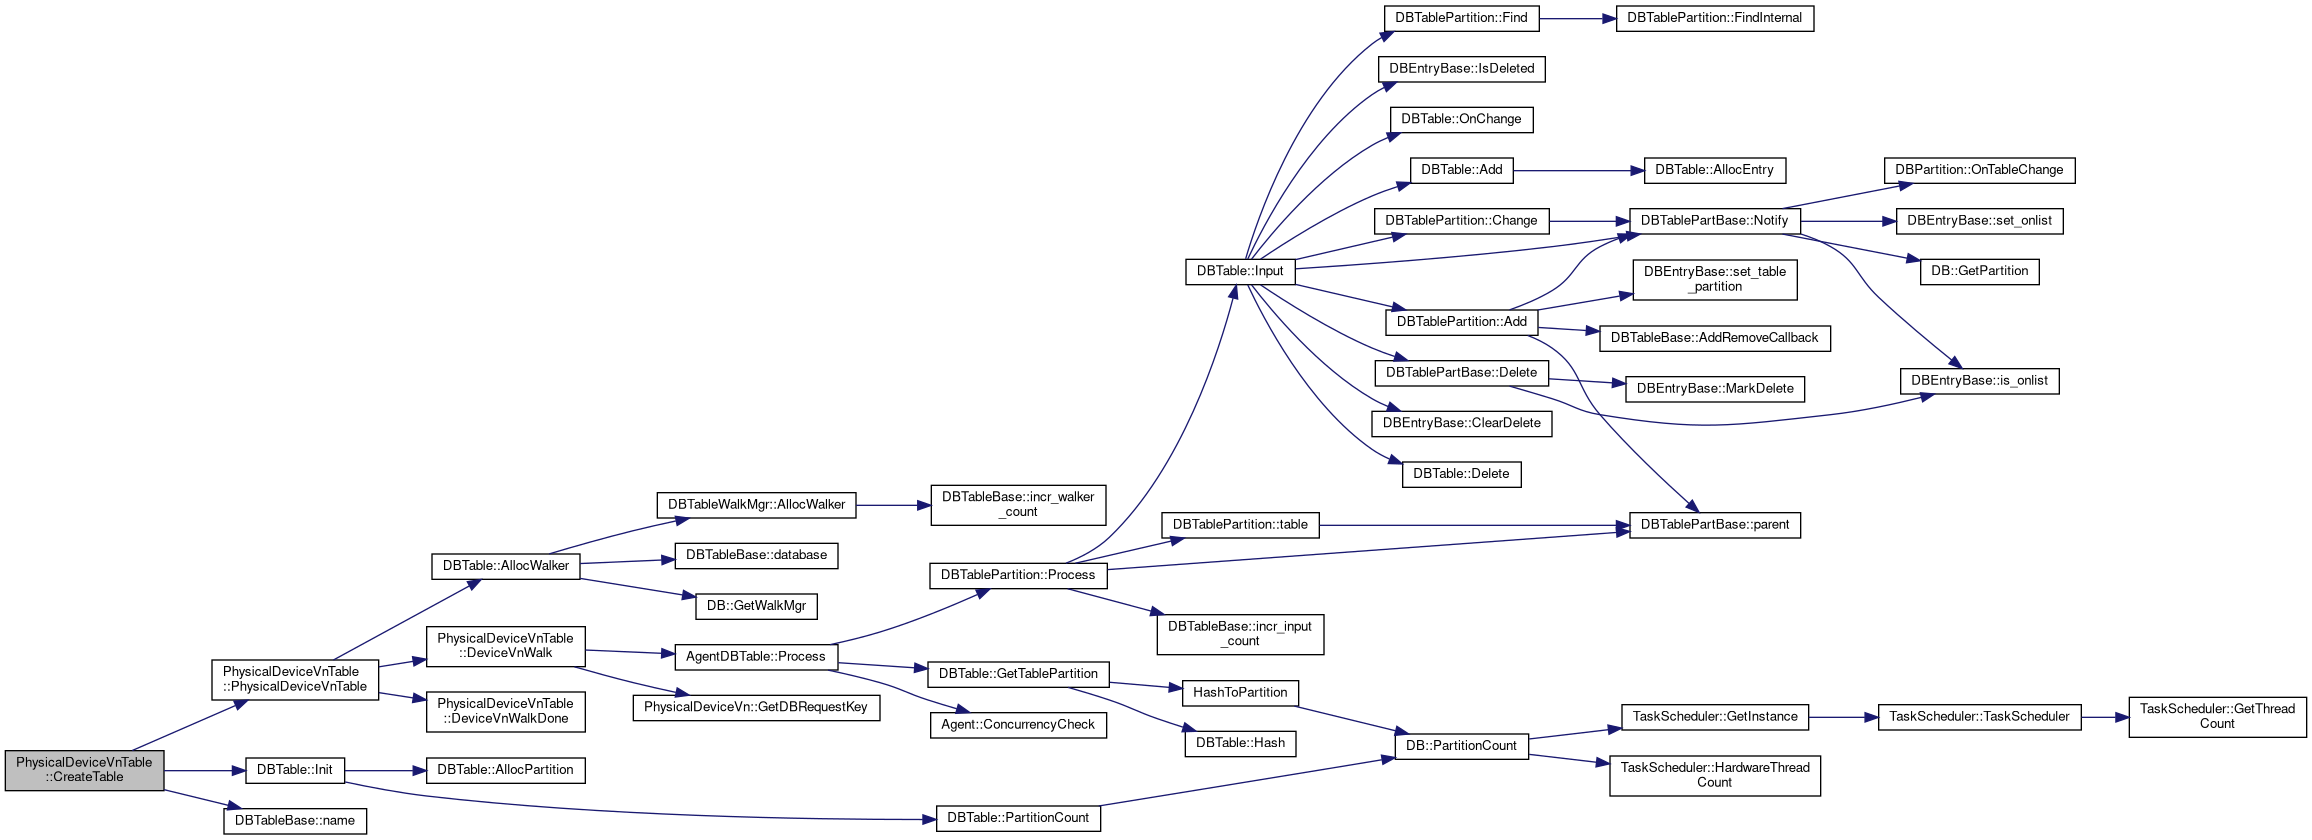 DBTablePartition::Find
DBTablePartition::FindInternal
DBEntryBase::IsDeleted
DBTable::OnChange
DBTable::Add
DBTable::AllocEntry
DBPartition::OnTableChange
DBTablePartition::Change
DBTablePartBase::Notify
DBEntryBase::set_onlist
DBTable::Input
DBEntryBase::set_table
_partition
DB::GetPartition
DBTablePartition::Add
DBTableBase::AddRemoveCallback
DBTablePartBase::Delete
DBEntryBase::MarkDelete
DBEntryBase::is_onlist
DBEntryBase::ClearDelete
DBTable::Delete
DBTableWalkMgr::AllocWalker
DBTableBase::incr_walker
_count
DBTablePartition::table
DBTablePartBase::parent
DBTable::AllocWalker
DBTableBase::database
DBTablePartition::Process
DB::GetWalkMgr
DBTableBase::incr_input
_count
PhysicalDeviceVnTable
::DeviceVnWalk
AgentDBTable::Process
PhysicalDeviceVnTable
::PhysicalDeviceVnTable
DBTable::GetTablePartition
HashToPartition
PhysicalDeviceVnTable
::DeviceVnWalkDone
PhysicalDeviceVn::GetDBRequestKey
Agent::ConcurrencyCheck
TaskScheduler::GetInstance
TaskScheduler::TaskScheduler
TaskScheduler::GetThread
Count
DBTable::Hash
DB::PartitionCount
PhysicalDeviceVnTable
::CreateTable
DBTable::Init
DBTable::AllocPartition
TaskScheduler::HardwareThread
Count
DBTableBase::name
DBTable::PartitionCount